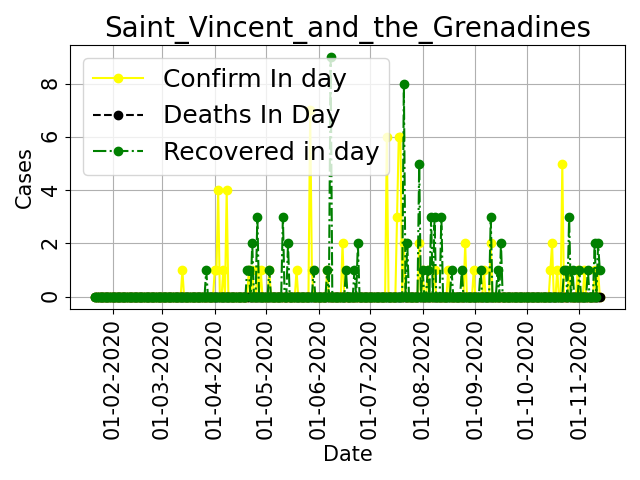 Saint_Vincent_and_the_Grenadines
Confirm In day
Deaths In Day
Recovered in day
Cases
8
6
4
2
0
01-02-2020
01-03-2020
01-04-2020
01-05-2020
01-06-2020
01-07-2020
01-08-2020
01-09-2020
01-10-2020
01-11-2020
Date